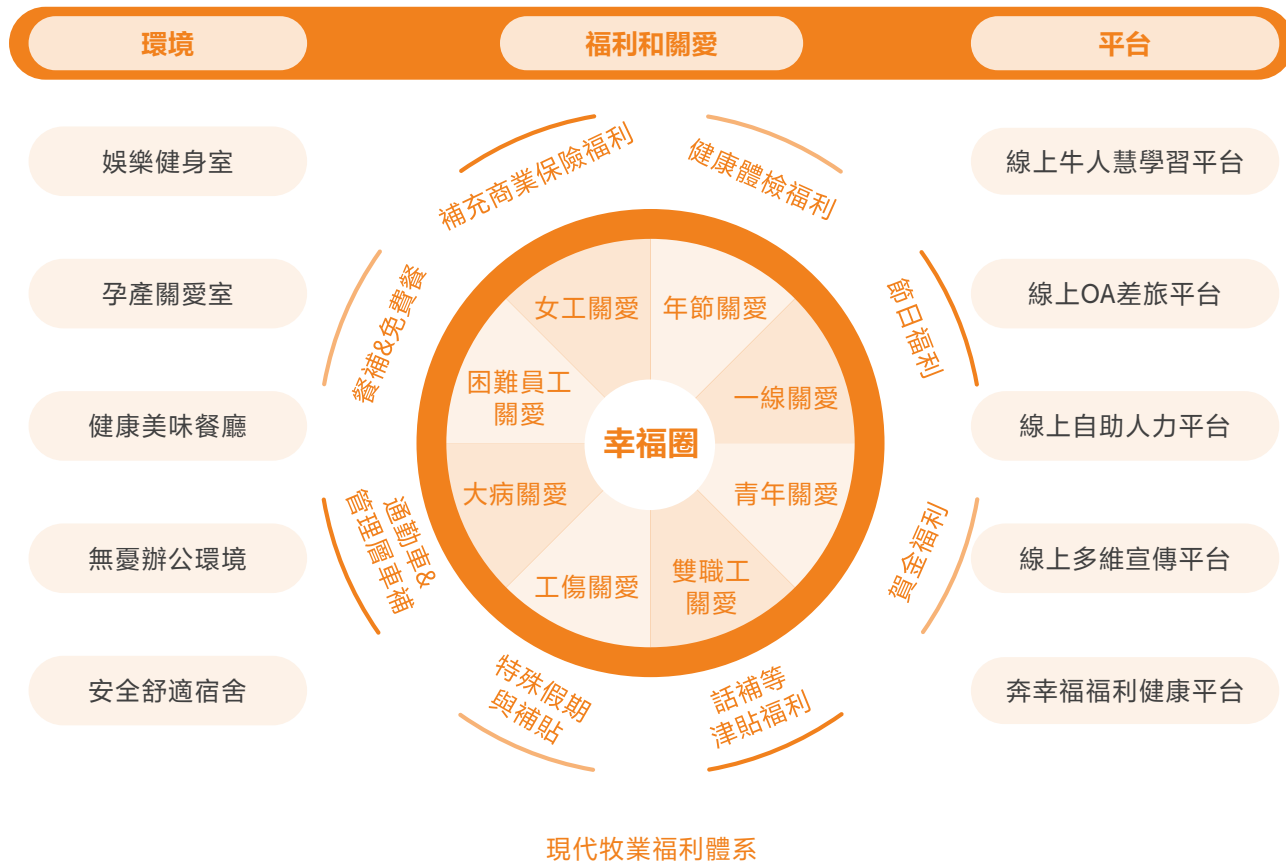 環境
福利和關愛
平台
娛樂健身室
孕產關愛室
健康美味餐廳
無憂辦公環境
安全舒適宿舍
補充商業保險福利
健康體檢福利
節日福利
賀金福利
話補等
津貼福利
特殊假期
與補貼
通勤車&
管理層車補
餐補&免費餐
女工關愛
年節關愛
一線關愛
青年關愛
雙職工
關愛
工傷關愛
大病關愛
困難員工
關愛
幸福圈
線上牛人慧學習平台
線上OA差旅平台
線上自助人力平台
線上多維宣傳平台
奔幸福福利健康平台
現代牧業福利體系